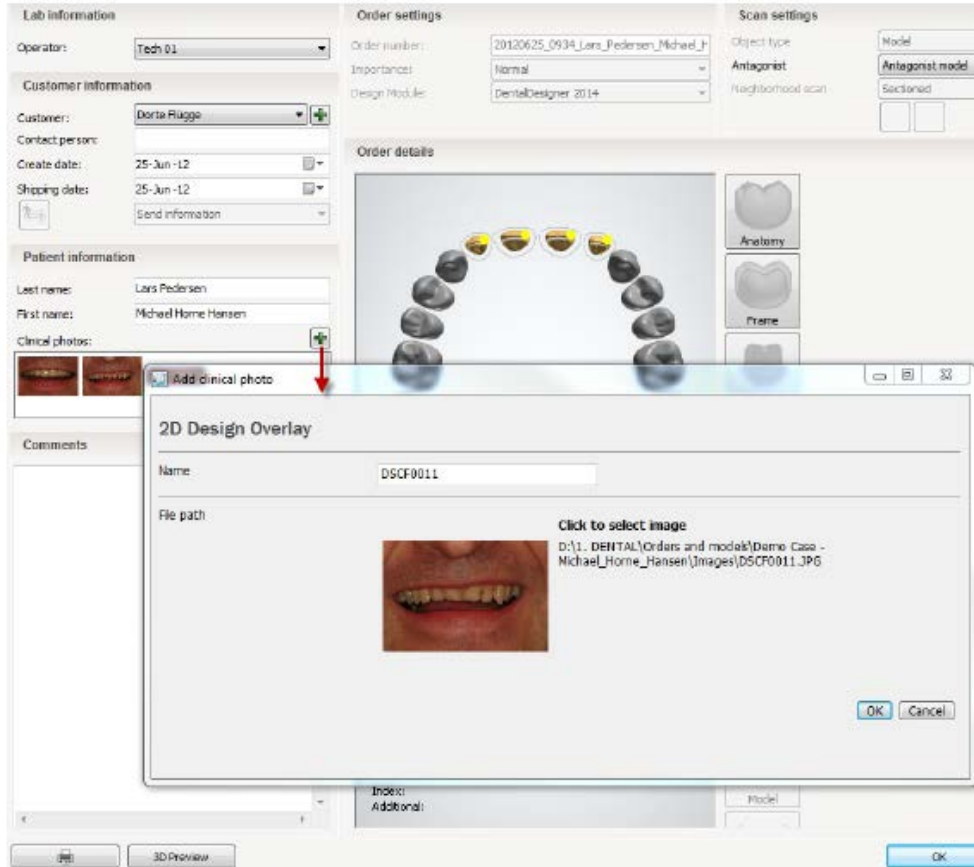 Lab information
Operator:
Tech 01
Customer information
Customer:
Dorte Flügge
Contact person:
Create date:
25-Jun-12
Shipping date:
25-Jun-12
Send information
Patient information
Last name:
Lars Pedersen
First name:
Michael Horne Hansen
Clinical photos:
Comments
Order settings
Order number:
20120625_0934_Lars_Pedersen_Michael_H
Importance:
Normal
Design Module:
DentalDesigner 2014
Scan settings
Object type
Model
Antagonist
Antagonist model
Neighborhood scan
Sectioned
Order details
Anatomy
Frame
Add clinical photo
2D Design Overlay
Name
DSCF0011
File path
Click to select image
D:\1. DENTAL\Orders and models\Demo Case -
Michael_Horne_Hansen\Images\DSCF0011.JPG
OK
Cancel
Index:
Additional:
Model
3D Preview
OK